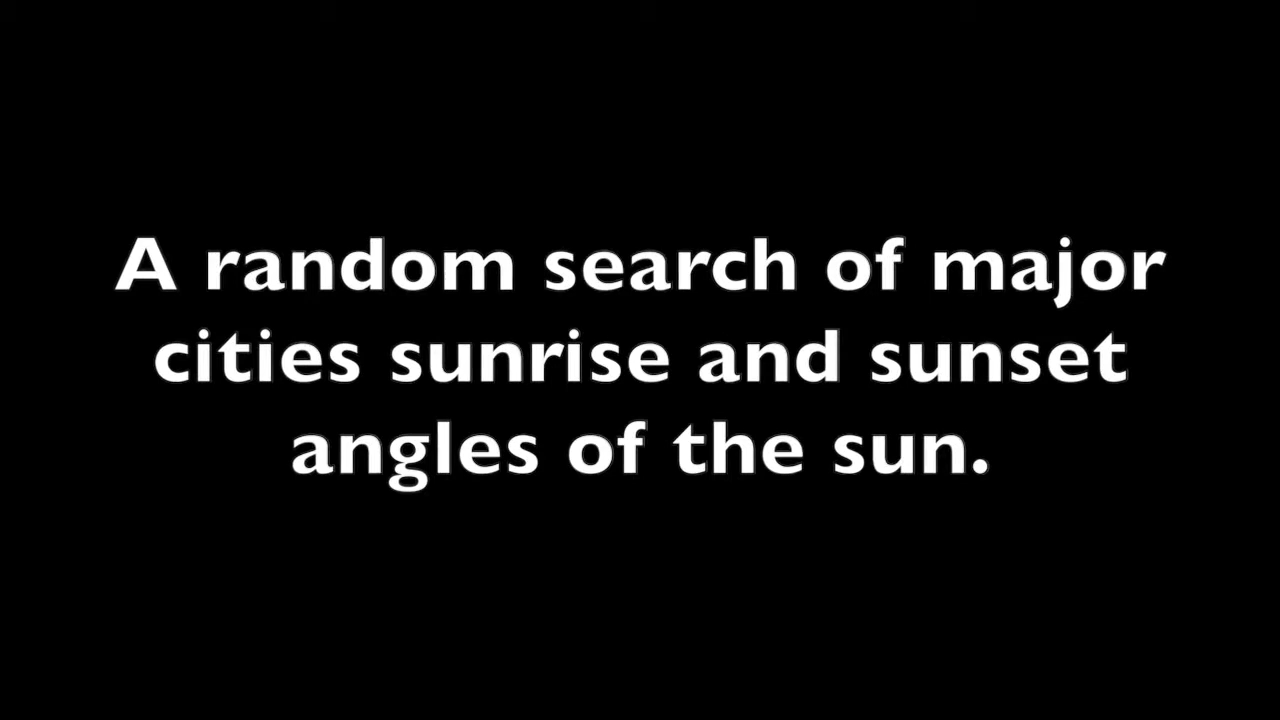 A random search of major
cities sunrise and sunset
angles of the sun.